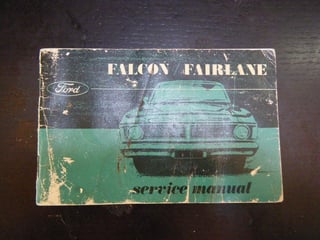 FALCON / FAIRLANE
Ford
service manual